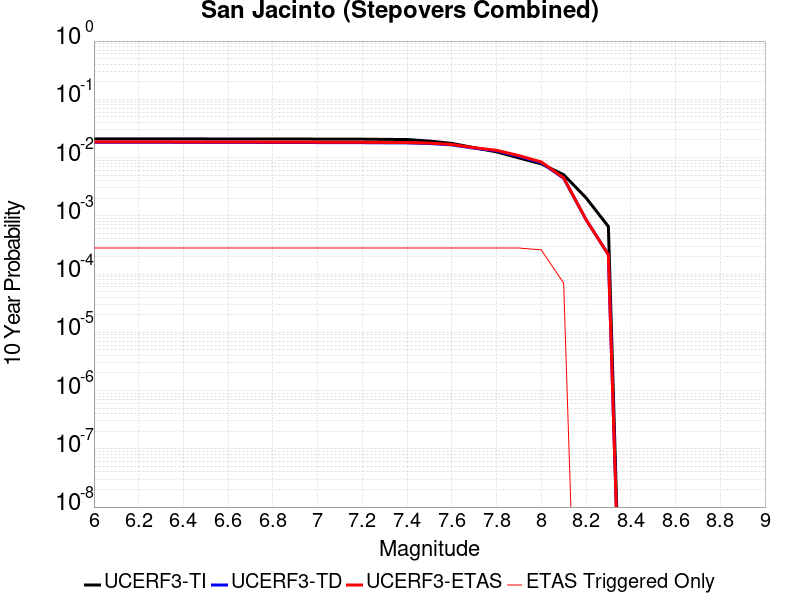 San Jacinto (Stepovers Combined)
10^0
10^-1
10^-2
10^-3
10^-4
10^-5
10^-6
10^-7
10^-8
10 Year Probability
6 6.2 6.4 6.6 6.8 7 7.2 7.4 7.6 7.8 8 8.2 8.4 8.6 8.8 9
Magnitude
UCERF3-TI UCERF3-TD UCERF3-ETAS ETAS Triggered Only